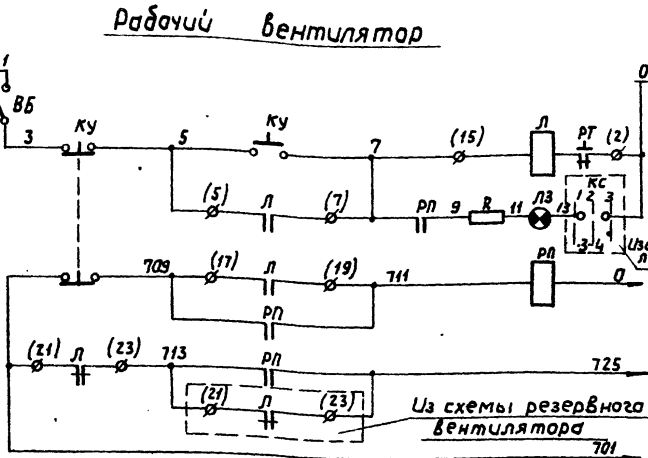 Рабочий вентилятор
1
0
ВБ
3
КУ
5
КУ
7
(15)
Л
РТ
(2)
КС
(5)
Л
(7)
РП
9
R
11
ЛЗ
13
1 2 3
3 4
709
(17)
Л
(19)
711
РП
0
РП
(21)
Л
(23)
713
РП
725
(21)
Л
(23)
Из схемы резервного
вентилятора
701